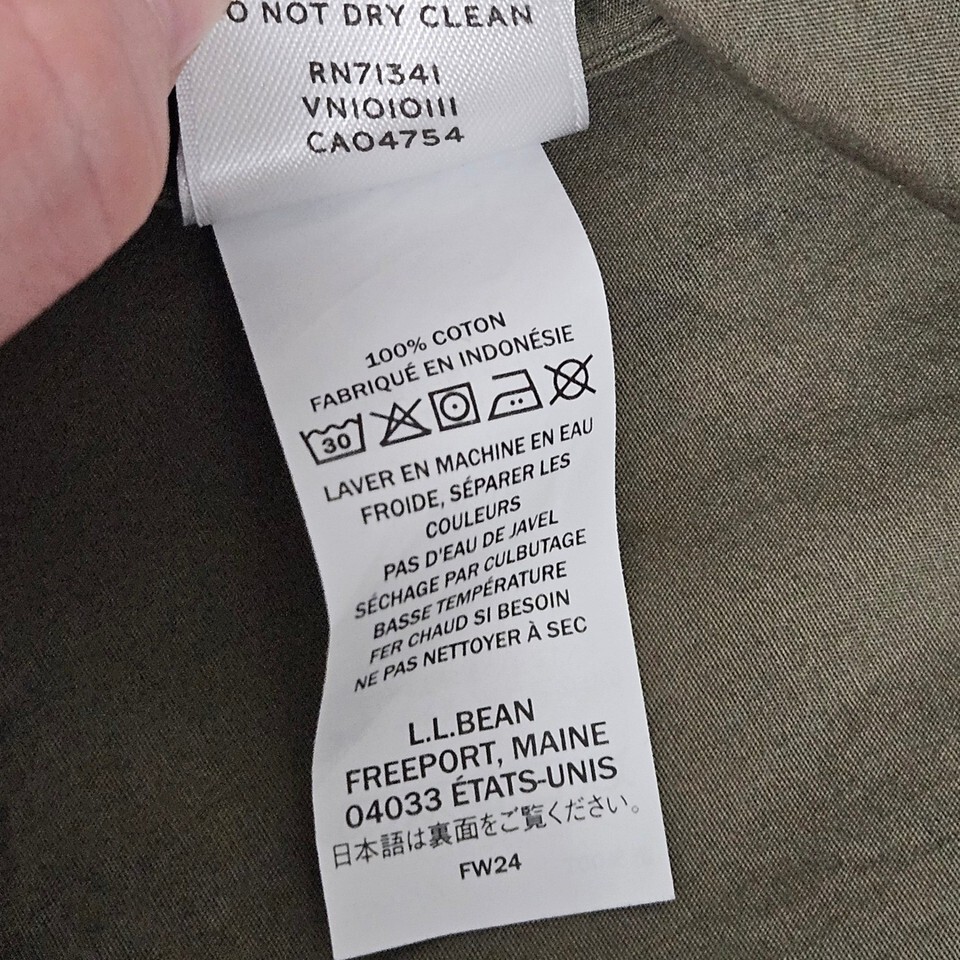 O NOT DRY CLEAN
RN71341
VN1010111
CA04754
100% COTON
FABRIQUÉ EN INDONÉSIE
30
LAVER EN MACHINE EN EAU
FROIDE, SÉPARER LES
COULEURS
PAS D'EAU DE JAVEL
SÉCHAGE PAR CULBUTAGE
BASSE TEMPÉRATURE
FER CHAUD SI BESOIN
NE PAS NETTOYER À SEC
L.L.BEAN
FREEPORT, MAINE
04033 ÉTATS-UNIS
日本語は裏面をご覧ください。
FW24